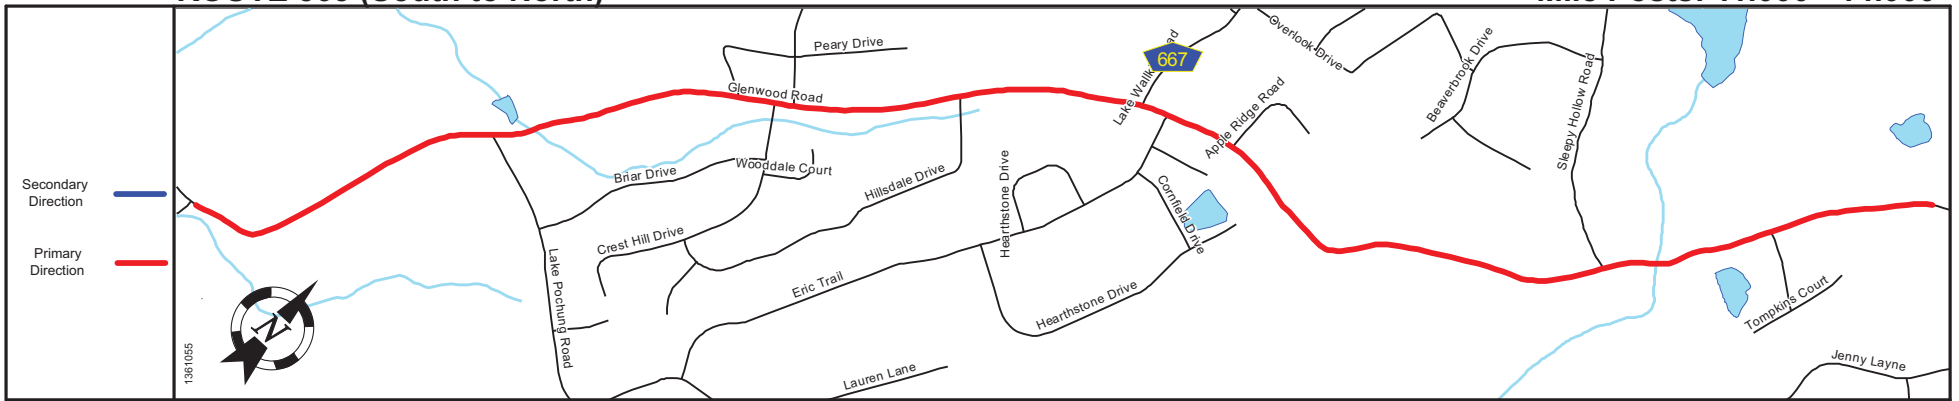 Secondary
Direction
Primary
Direction
Peary Drive
Glenwood Road
Wooddale Court
Briar Drive
Hillsdale Drive
Crest Hill Drive
Lake Pochung Road
Eric Trail
Lauren Lane
Hearthstone Drive
Hearthstone Drive
Cornfield Drive
667
Apple Ridge Road
Overlook Drive
Beaverbrook Drive
Sleepy Hollow Road
Tompkins Court
Jenny Layne
N
1361055